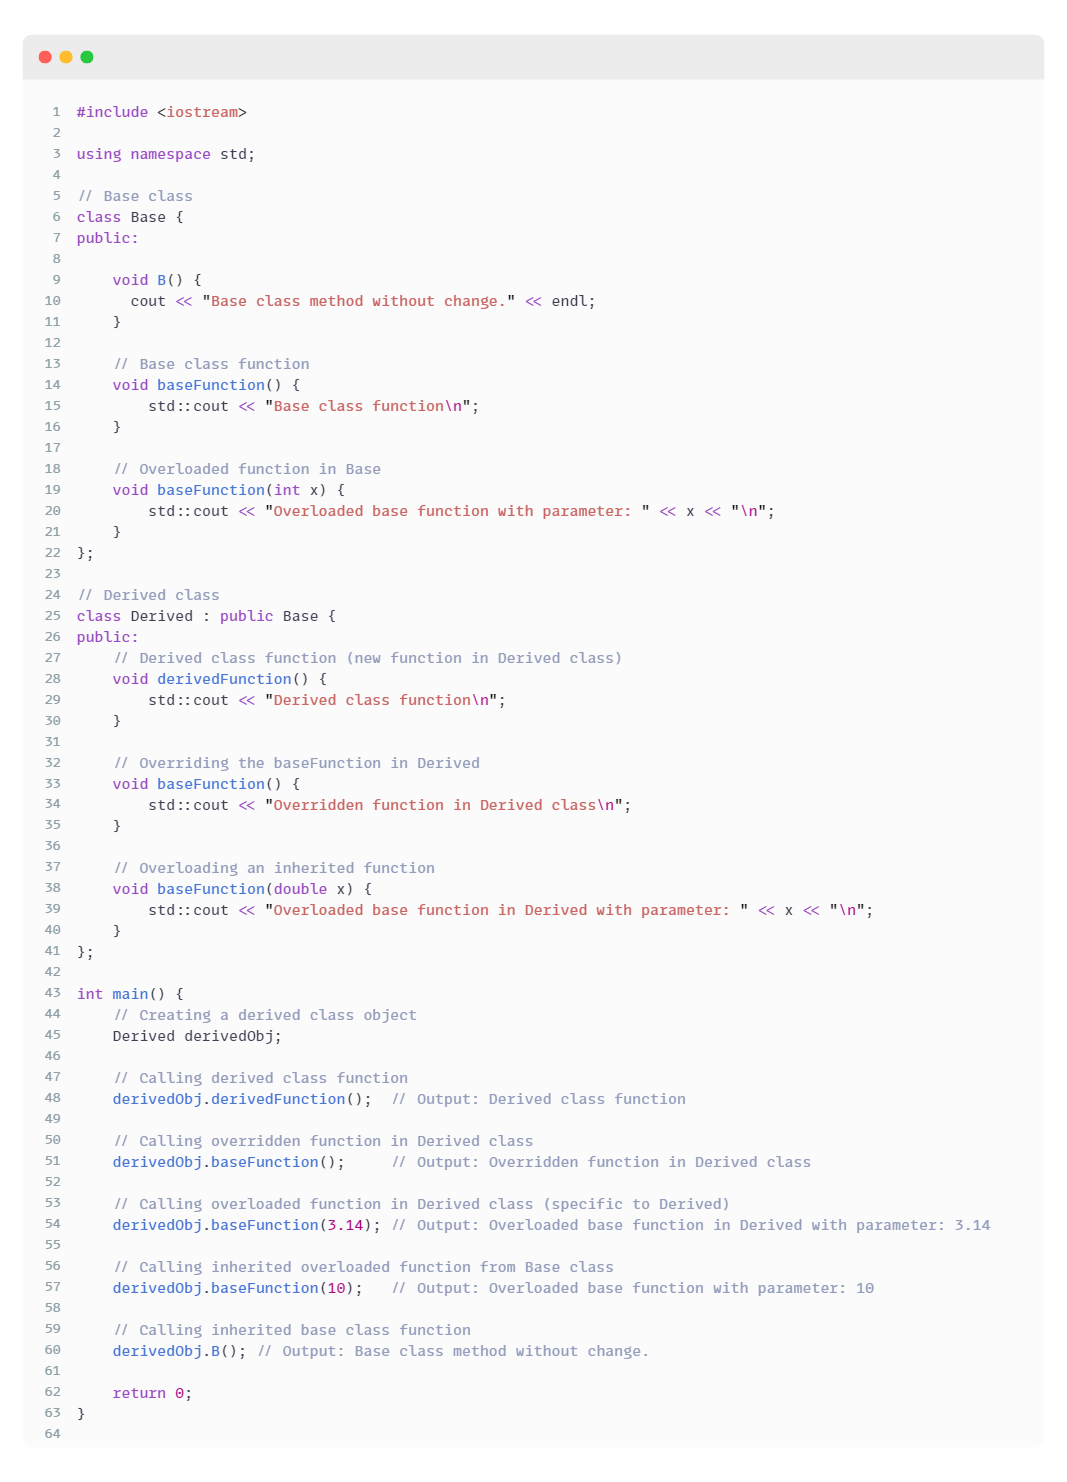 1 #include <iostream>
2
3 using namespace std;
4
5 // Base class
6 class Base {
7 public:
8
9     void B() {
10       cout << "Base class method without change." << endl;
11     }
12
13     // Base class function
14     void baseFunction() {
15         std::cout << "Base class function\n";
16     }
17
18     // Overloaded function in Base
19     void baseFunction(int x) {
20         std::cout << "Overloaded base function with parameter: " << x << "\n";
21     }
22 };
23
24 // Derived class
25 class Derived : public Base {
26 public:
27     // Derived class function (new function in Derived class)
28     void derivedFunction() {
29         std::cout << "Derived class function\n";
30     }
31
32     // Overriding the baseFunction in Derived
33     void baseFunction() {
34         std::cout << "Overridden function in Derived class\n";
35     }
36
37     // Overloading an inherited function
38     void baseFunction(double x) {
39         std::cout << "Overloaded base function in Derived with parameter: " << x << "\n";
40     }
41 };
42
43 int main() {
44     // Creating a derived class object
45     Derived derivedObj;
46
47     // Calling derived class function
48     derivedObj.derivedFunction();  // Output: Derived class function
49
50     // Calling overridden function in Derived class
51     derivedObj.baseFunction();     // Output: Overridden function in Derived class
52
53     // Calling overloaded function in Derived class (specific to Derived)
54     derivedObj.baseFunction(3.14); // Output: Overloaded base function in Derived with parameter: 3.14
55
56     // Calling inherited overloaded function from Base class
57     derivedObj.baseFunction(10);   // Output: Overloaded base function with parameter: 10
58
59     // Calling inherited base class function
60     derivedObj.B(); // Output: Base class method without change.
61
62     return 0;
63 }
64